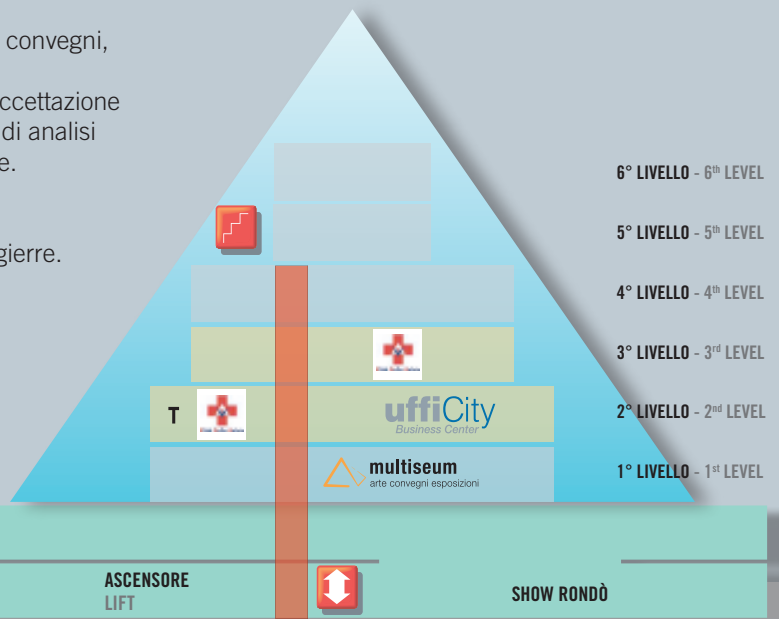 convegni,
ccettazione
di analisi
e.
gierre.
6° LIVELLO - 6th LEVEL
5° LIVELLO - 5th LEVEL
4° LIVELLO - 4th LEVEL
3° LIVELLO - 3rd LEVEL
T
uffiCity
Business Center
2° LIVELLO - 2nd LEVEL
multiseum
arte convegni esposizioni
1° LIVELLO - 1st LEVEL
ASCENSORE
LIFT
SHOW RONDÒ